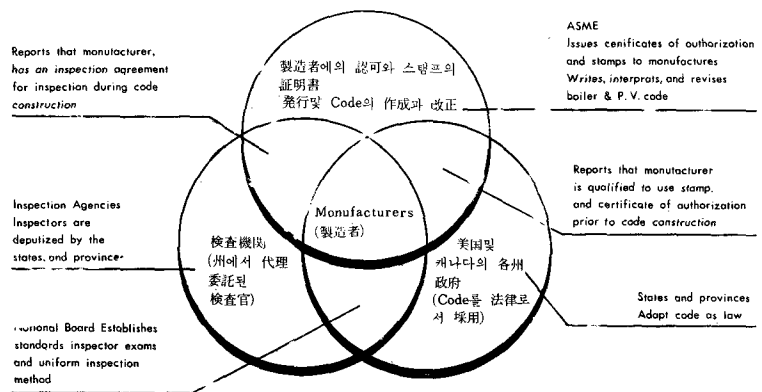 Reports that manutacturer,
has an inspection agreement
for inspection during code
construction
製造者에의 認可와 스탬프의
証明書
発行및 Code의 作成과 改正
ASME
Issues cenificates of authorization
and stamps to manufactures
Writes, interprats, and revises
boiler & P.V. code
Inspection Agencies
Inspectors are
deputized by the
states, and province
検査機関
(州에서 代理
委託된
検査官)
Monufacturers
(製造者)
美国및
캐나다의 各州
政府
(Code를 法律로
서 採用)
Reports that monutacturer
is qualified to use stamp.
and certificate of authorization
prior to code construction
States and provinces
Adapt code as law
Board Establishes
standards inspector exams
and uniform inspection
method